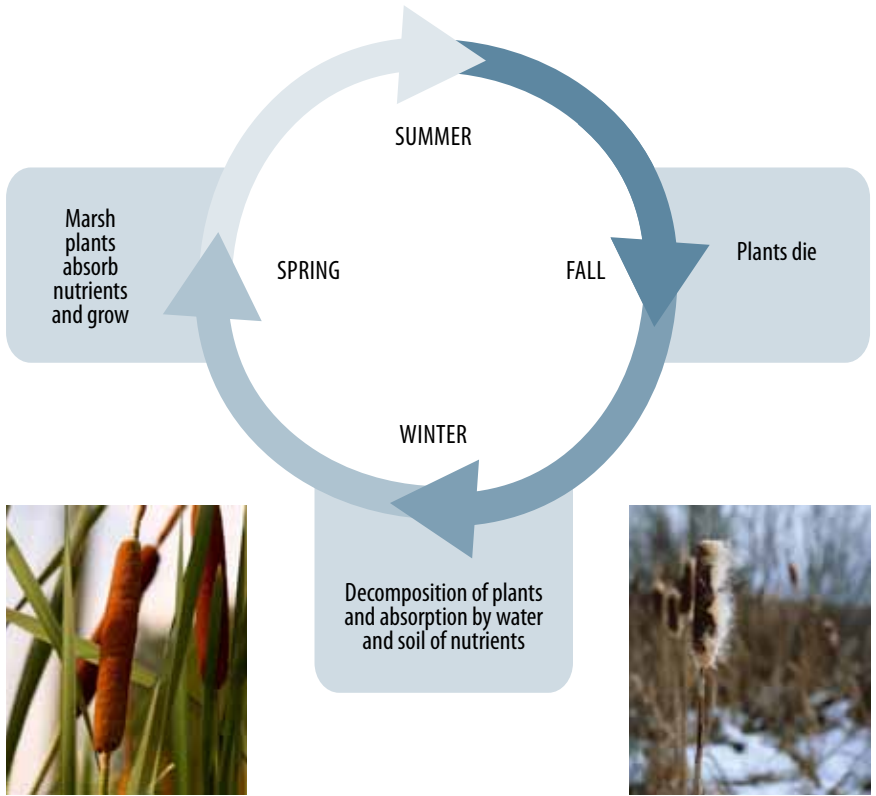 SUMMER
Marsh
plants
absorb
nutrients
and grow
SPRING
FALL
Plants die
WINTER
Decomposition of plants
and absorption by water
and soil of nutrients